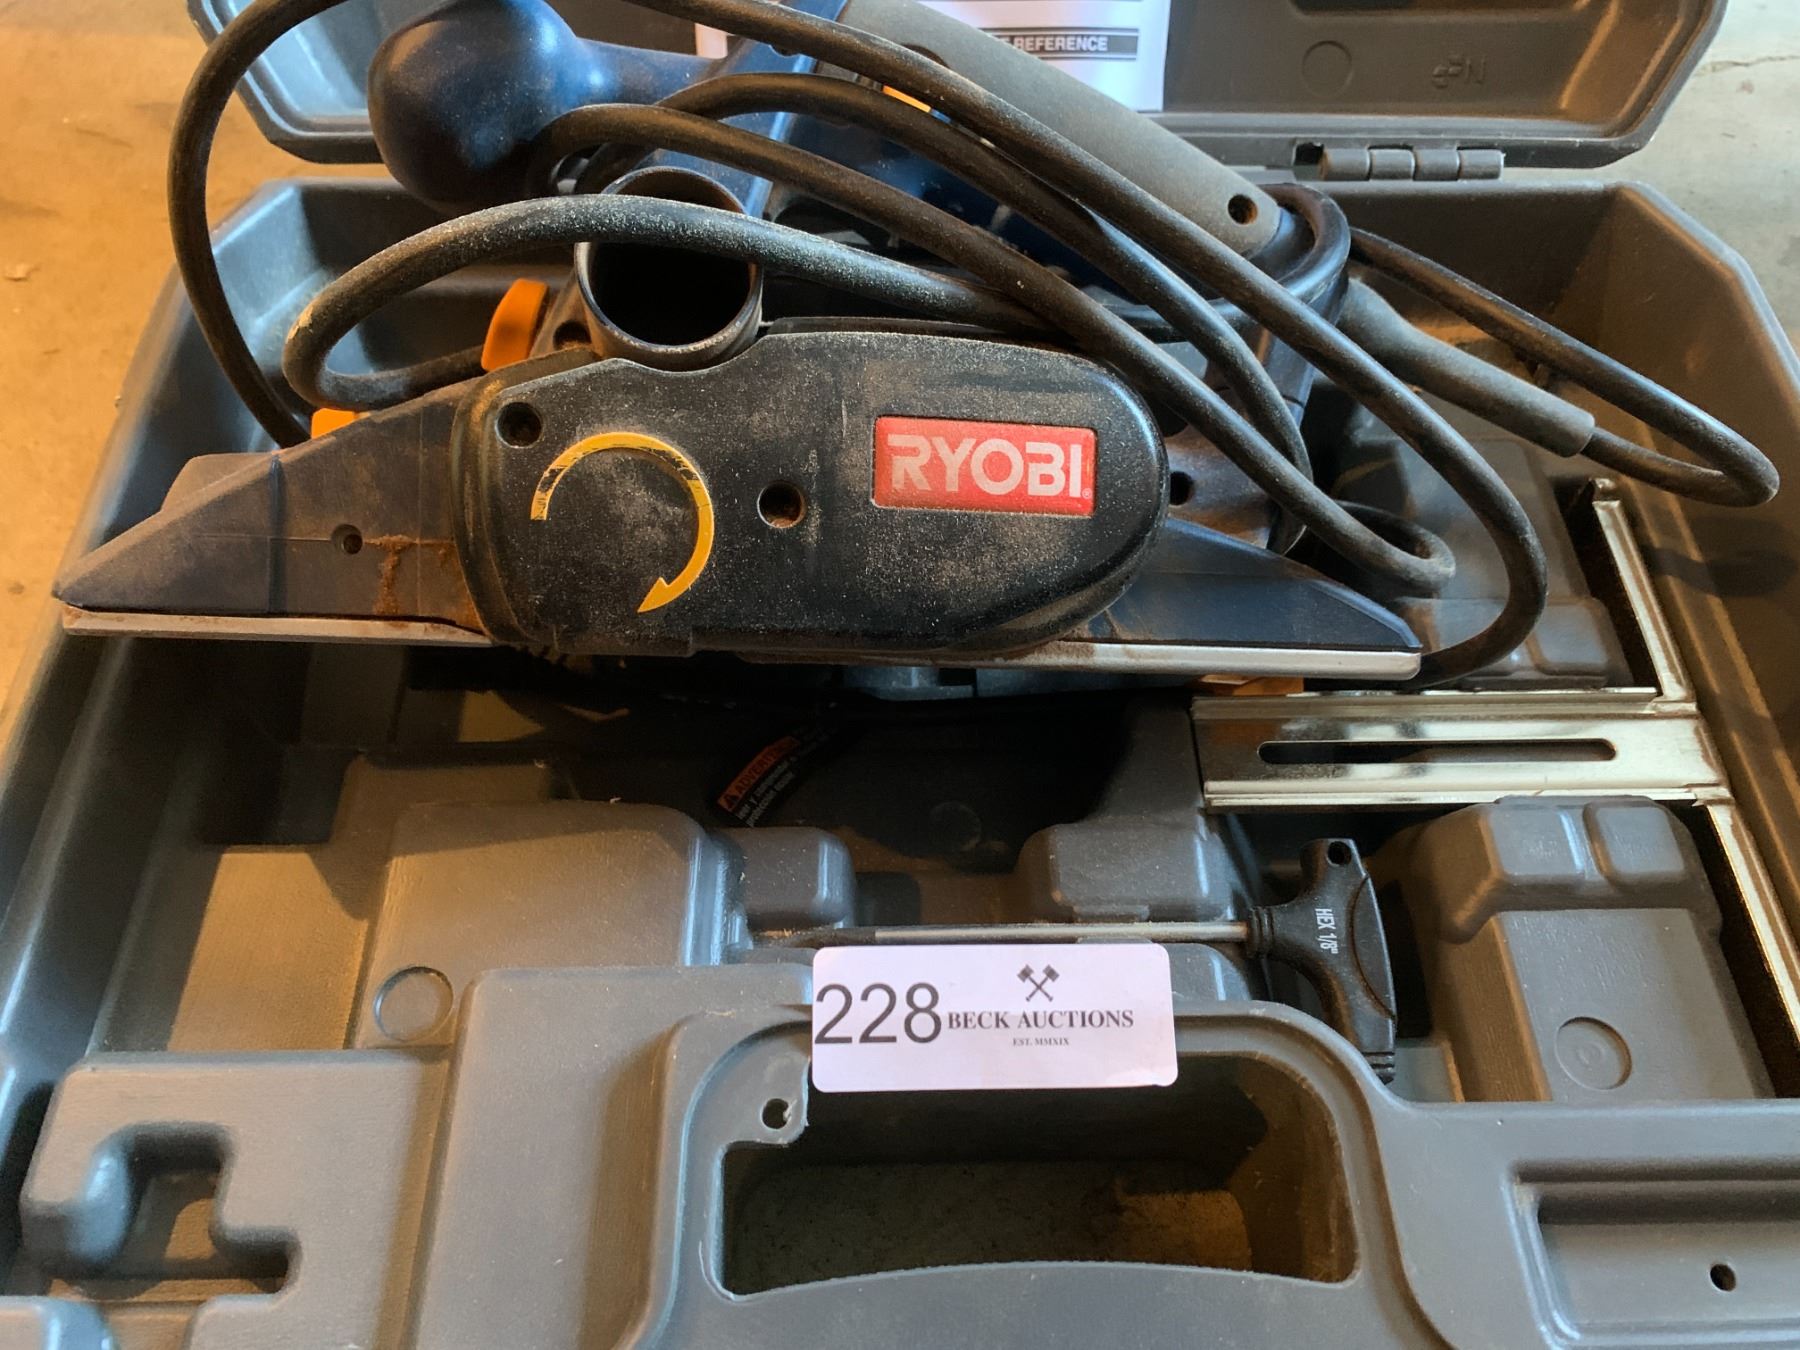 REFERENCE
RYOBI
HEX 1/8"
228
BECK AUCTIONS
EST. MMXIX